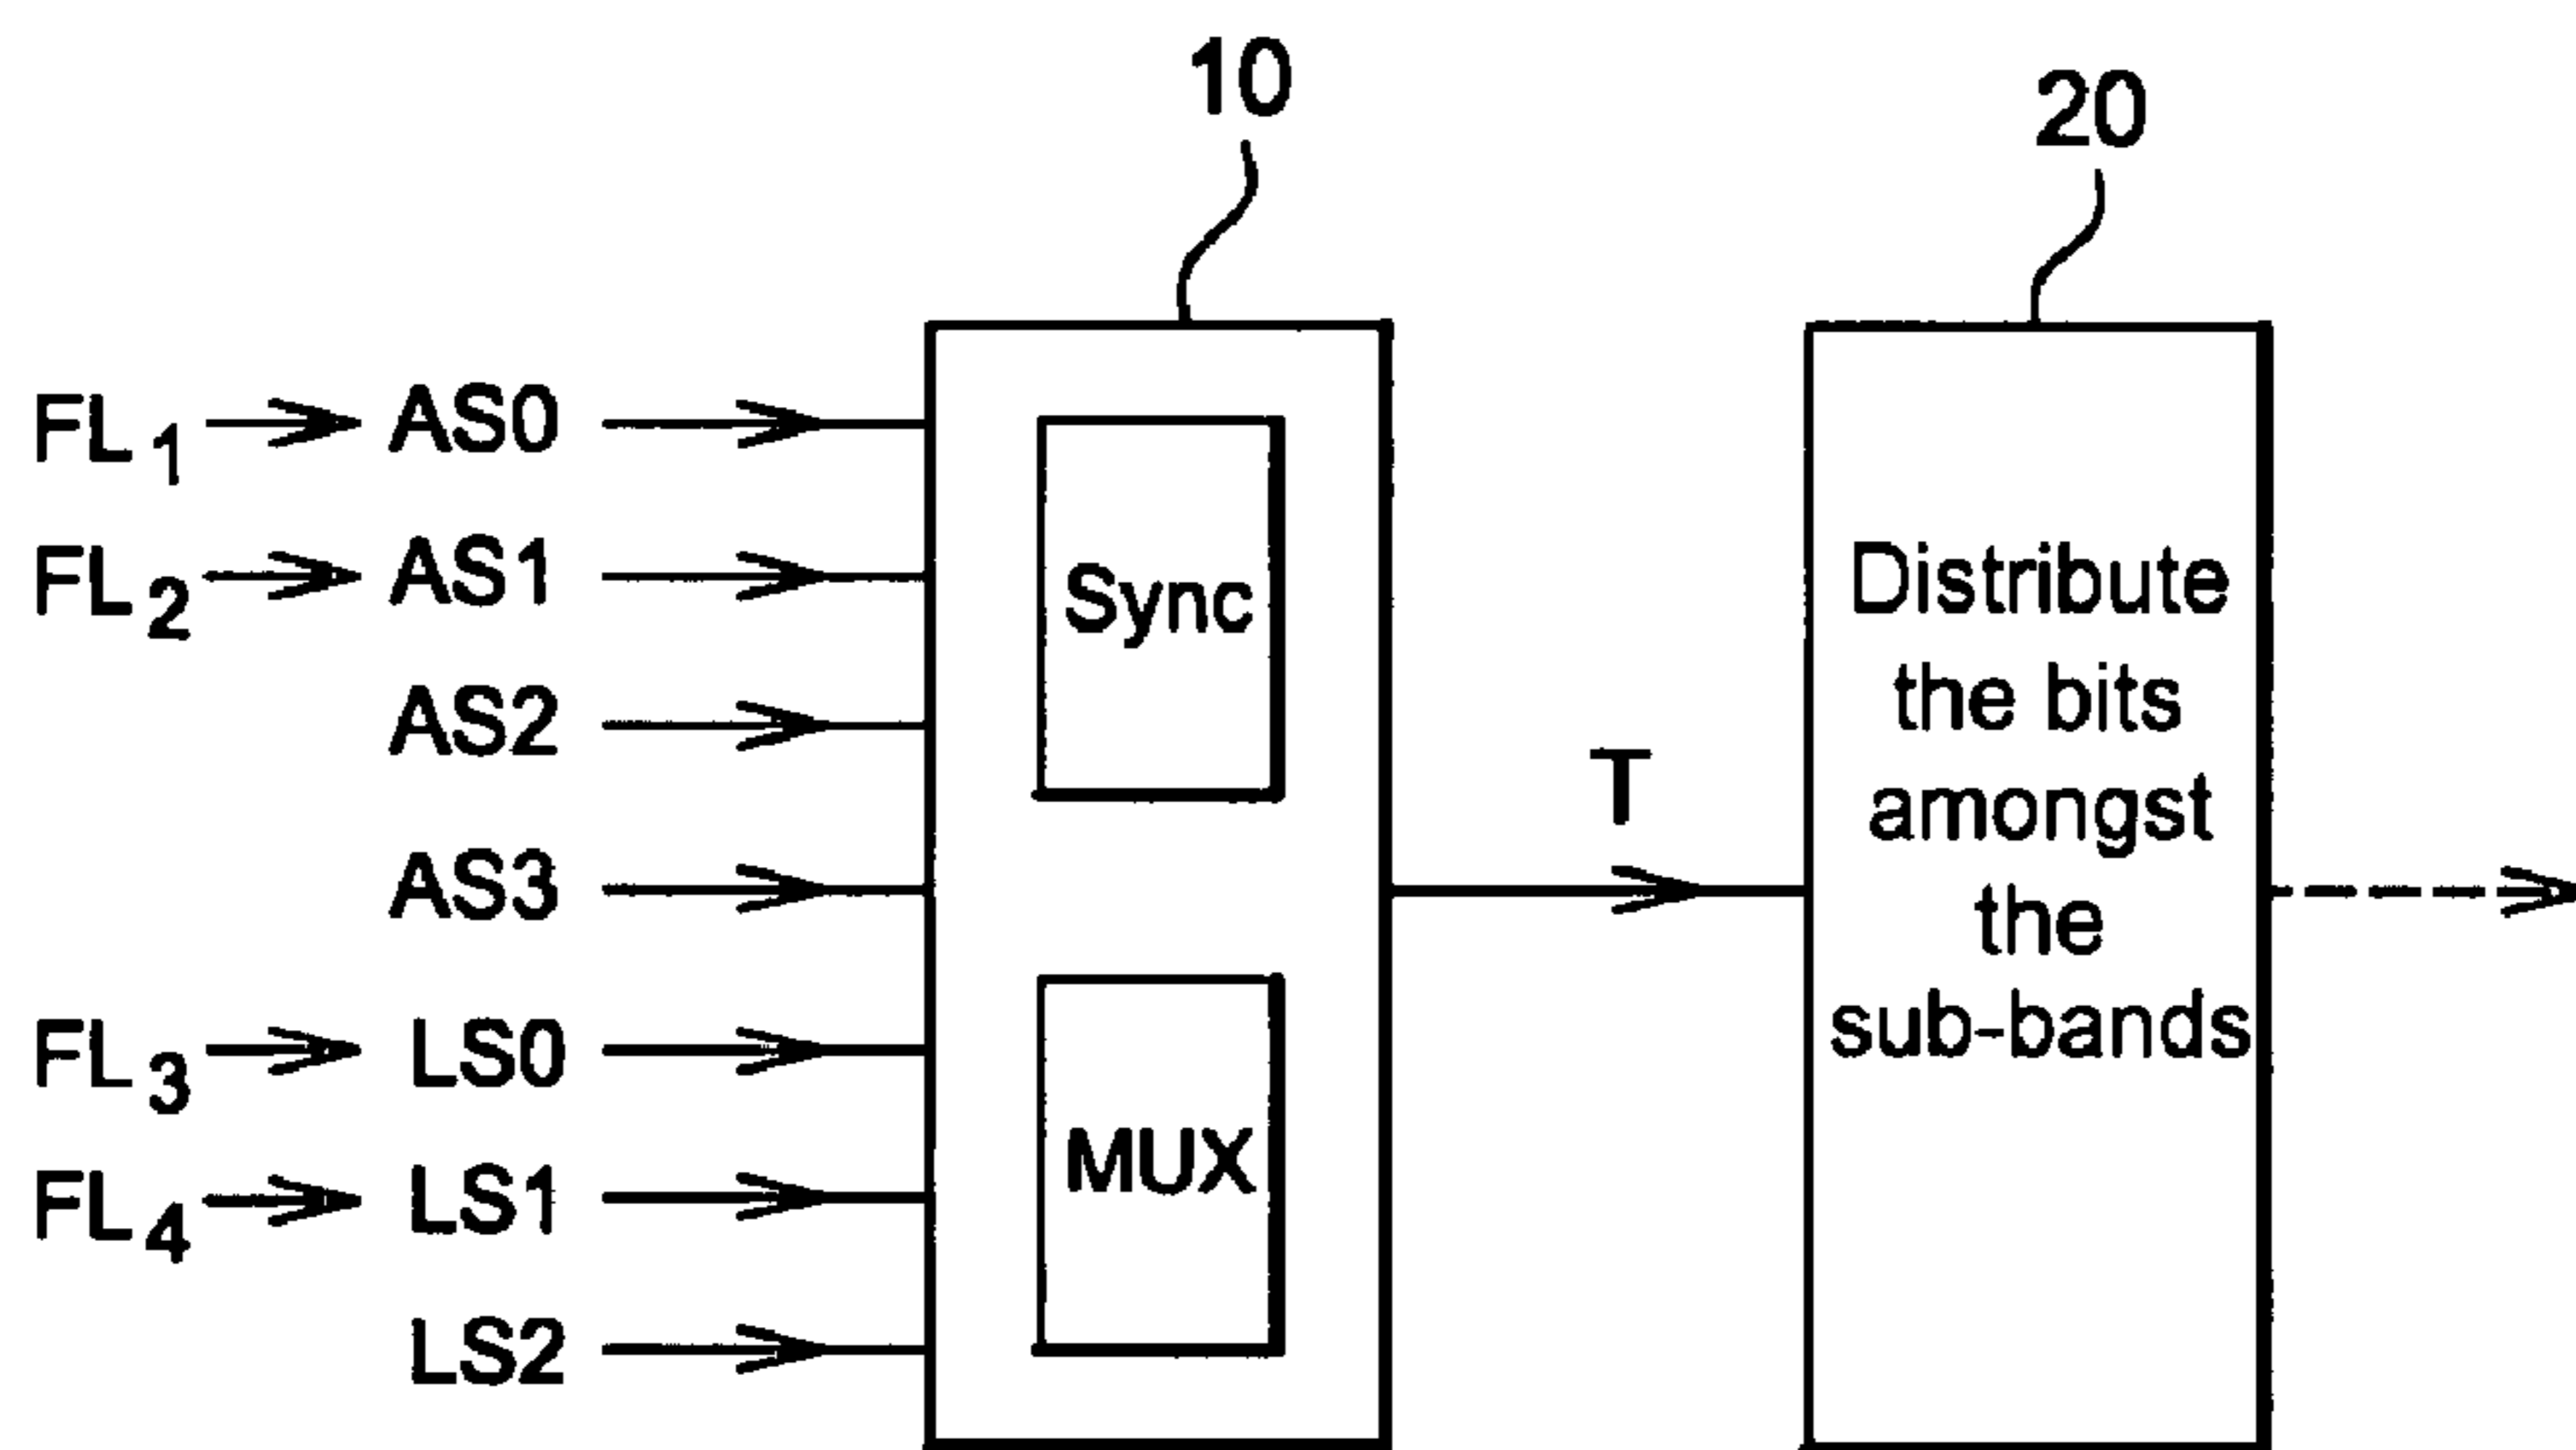 10
20
FL1 AS0
FL2 AS1
AS2
AS3
FL3 LS0
FL4 LS1
LS2
Sync
MUX
T
Distribute
the bits
amongst
the
sub-bands